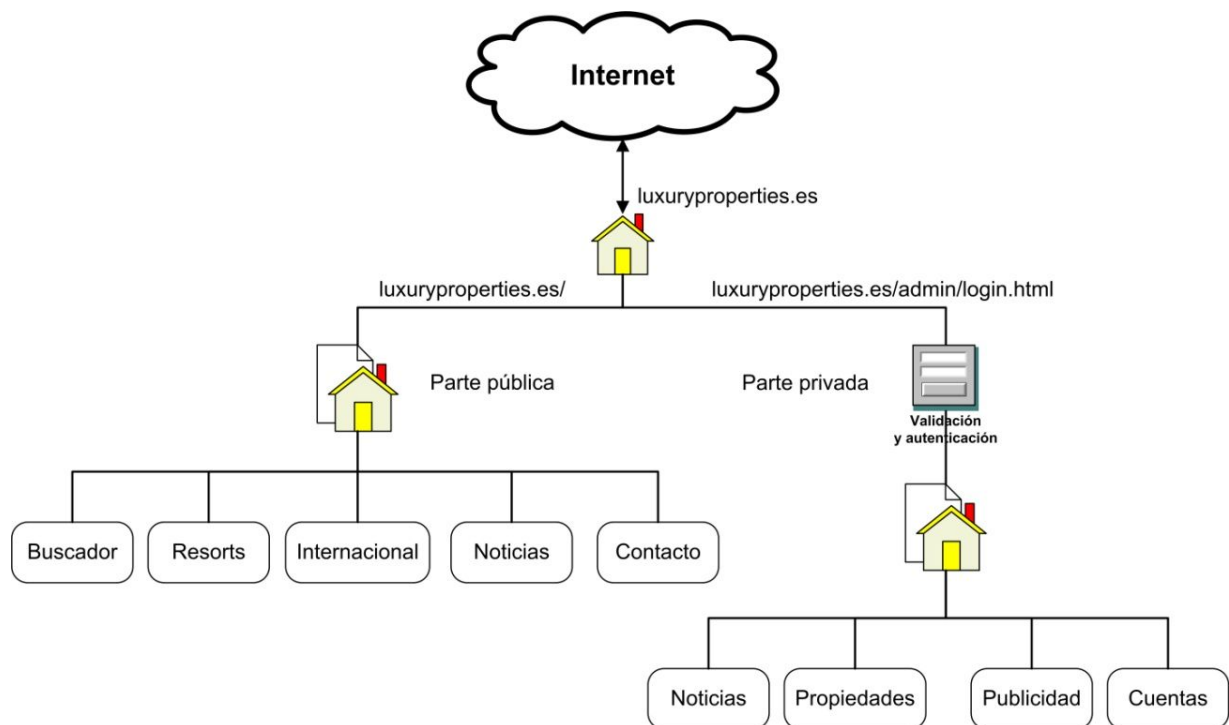 Internet
luxuryproperties.es
luxuryproperties.es/
luxuryproperties.es/admin/login.html
Parte pública
Parte privada
Validación
y autenticación
Buscador
Resorts
Internacional
Noticias
Contacto
Noticias
Propiedades
Publicidad
Cuentas